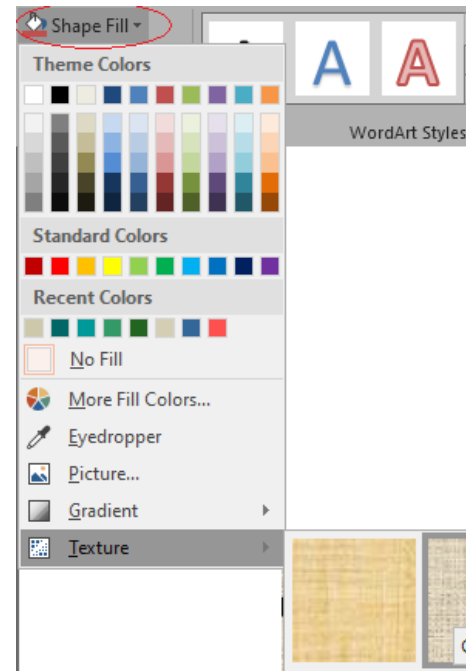 Shape Fill
Theme Colors
A A
WordArt Styles
Standard Colors
Recent Colors
No Fill
More Fill Colors...
Eyedropper
Picture...
Gradient
Texture